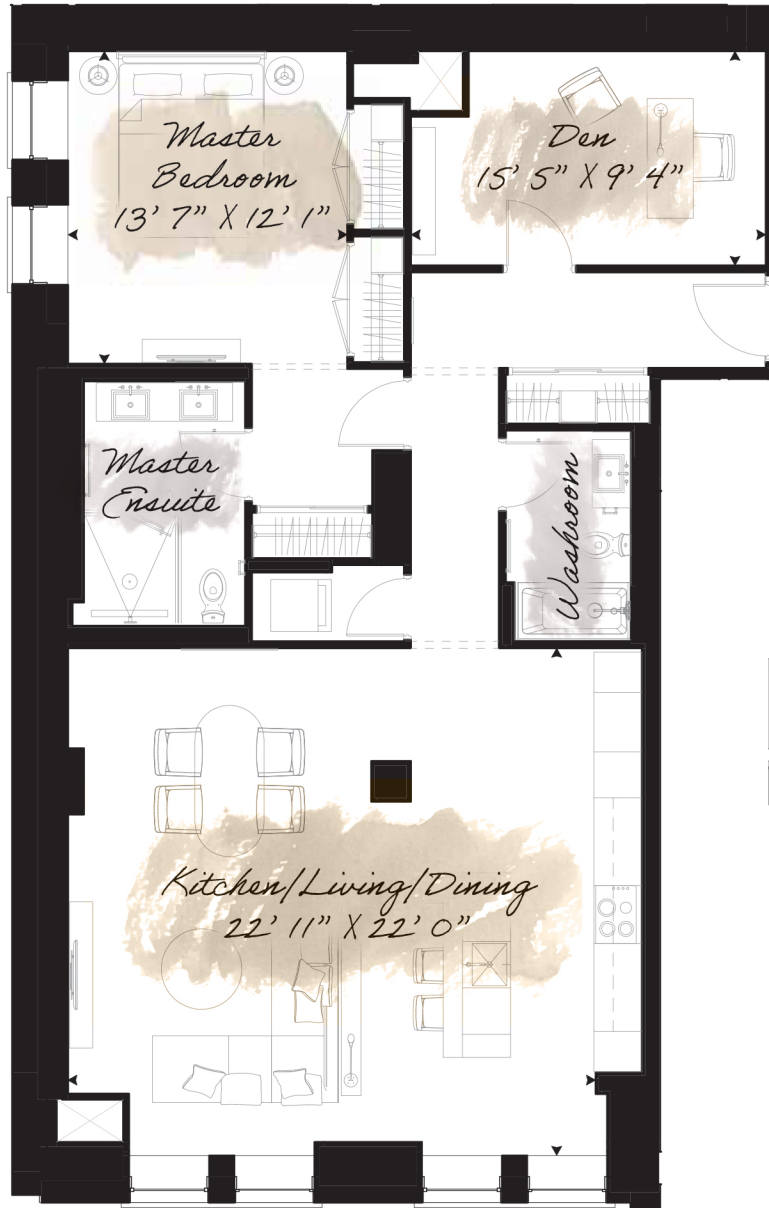 Master
Bedroom
13' 7" X 12' 1"
Den
15' 5" X 9' 4"
Master
Ensuite
Washroom
Kitchen/Living/Dining
22' 11" X 22' 0"